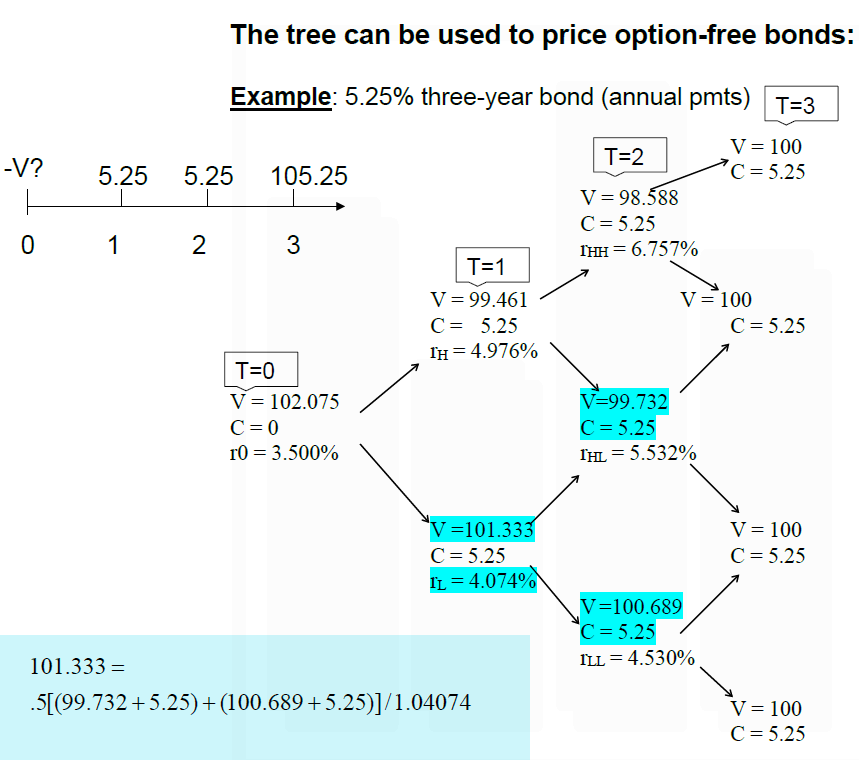 The tree can be used to price option-free bonds:
Example: 5.25% three-year bond (annual pmts)
T=3
-V?
5.25 5.25 105.25
0 1 2 3
T=2
V = 100
C = 5.25
V = 98.588
C = 5.25
rHH = 6.757%
T=1
V = 99.461
C = 5.25
rH = 4.976%
V = 100
C = 5.25
T=0
V = 102.075
C = 0
r0 = 3.500%
V=99.732
C = 5.25
rHL = 5.532%
V =101.333
C = 5.25
rL = 4.074%
V = 100
C = 5.25
V=100.689
C = 5.25
rLL = 4.530%
V = 100
C = 5.25
101.333 =
.5[(99.732 + 5.25) + (100.689 + 5.25)]/1.04074